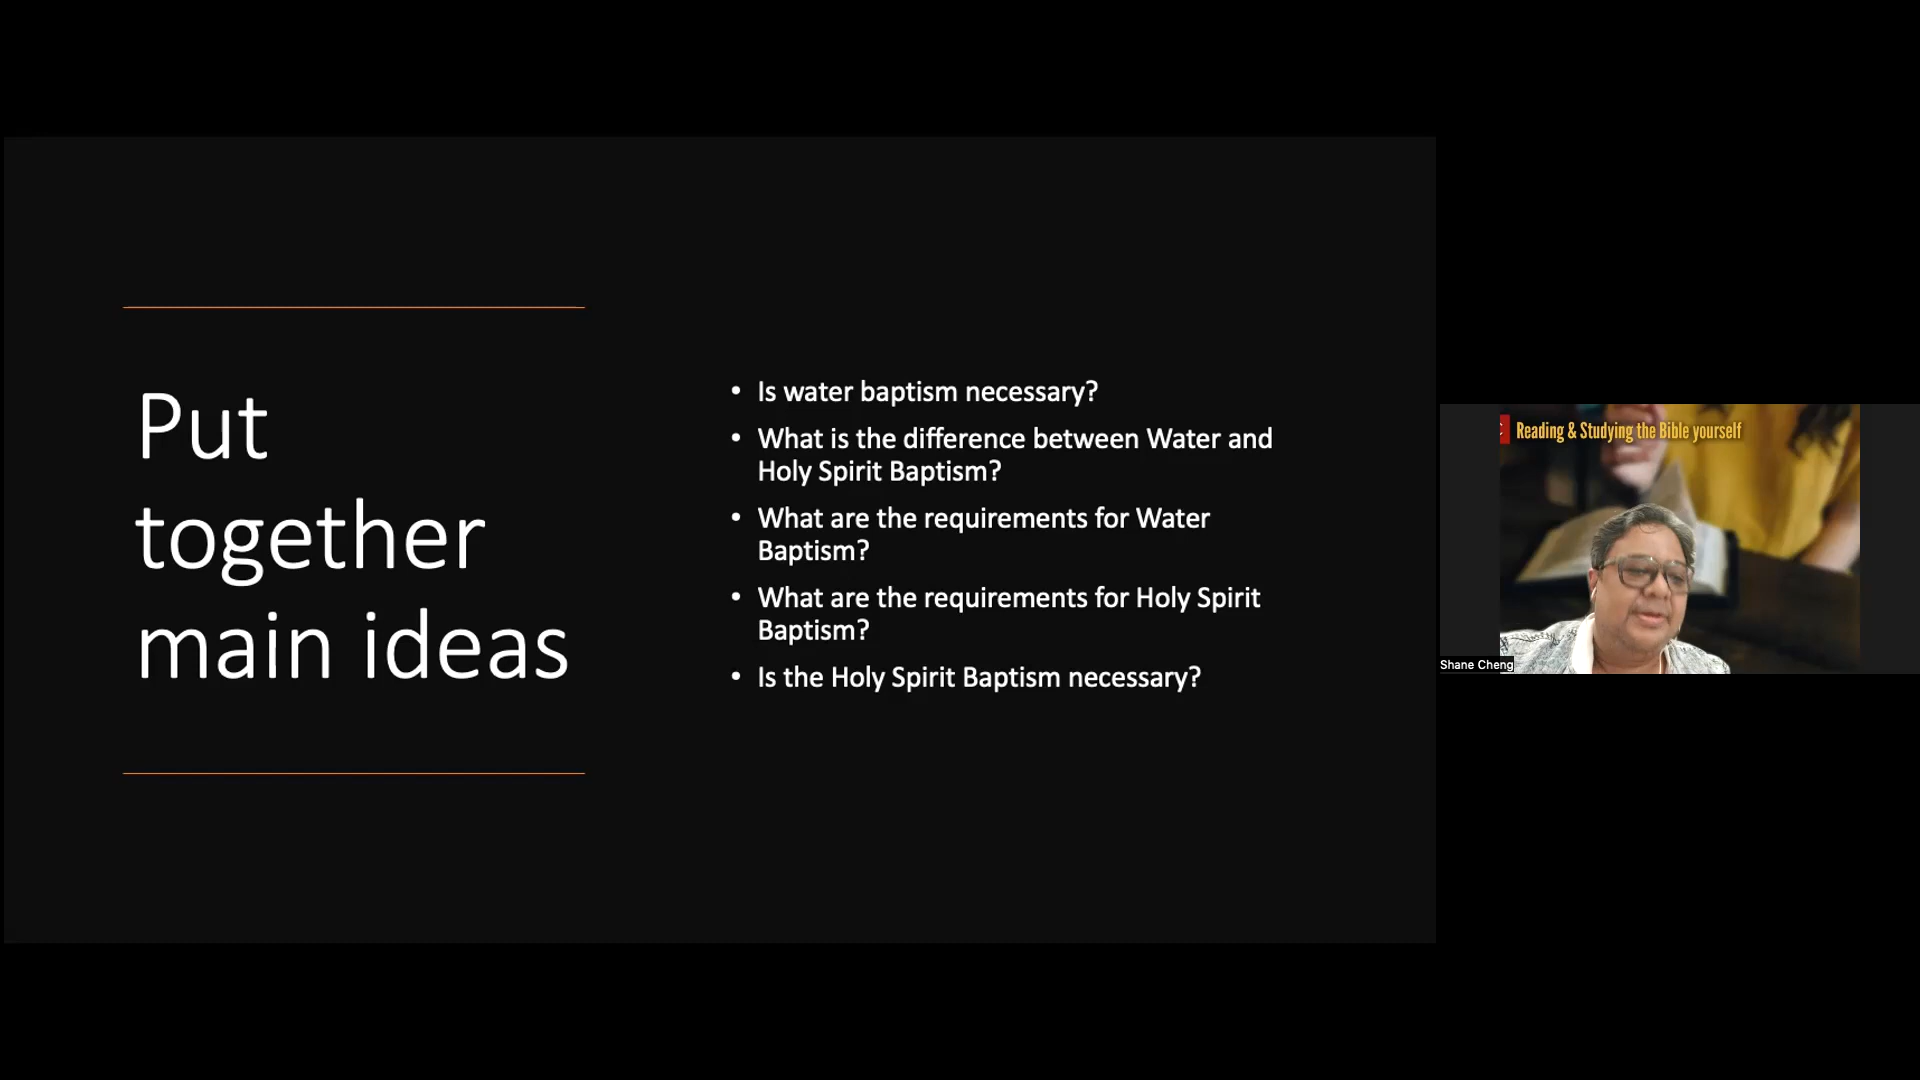 Put
together
main ideas
• Is water baptism necessary?
• What is the difference between Water and
Holy Spirit Baptism?
• What are the requirements for Water
Baptism?
• What are the requirements for Holy Spirit
Baptism?
• Is the Holy Spirit Baptism necessary?
Reading & Studying the Bible yourself
Shane Cheng